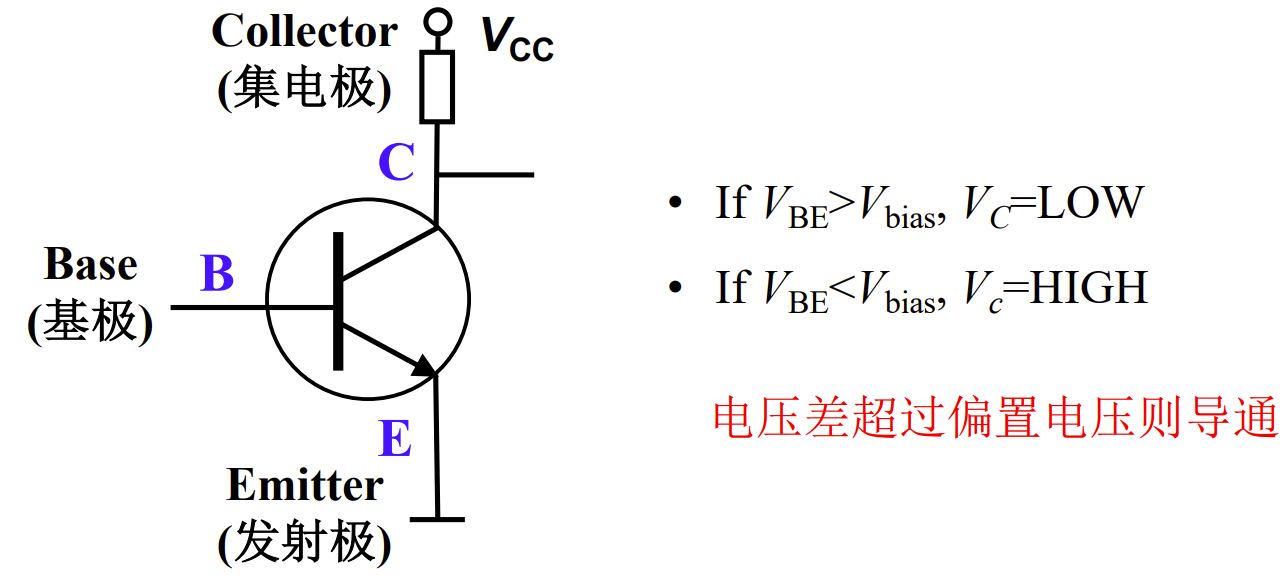 Collector
(集电极)
V_CC
C
Base
(基极)
B
E
Emitter
(发射极)
• If V_BE>V_bias, V_C=LOW
• If V_BE<V_bias, V_c=HIGH
电压差超过偏置电压则导通